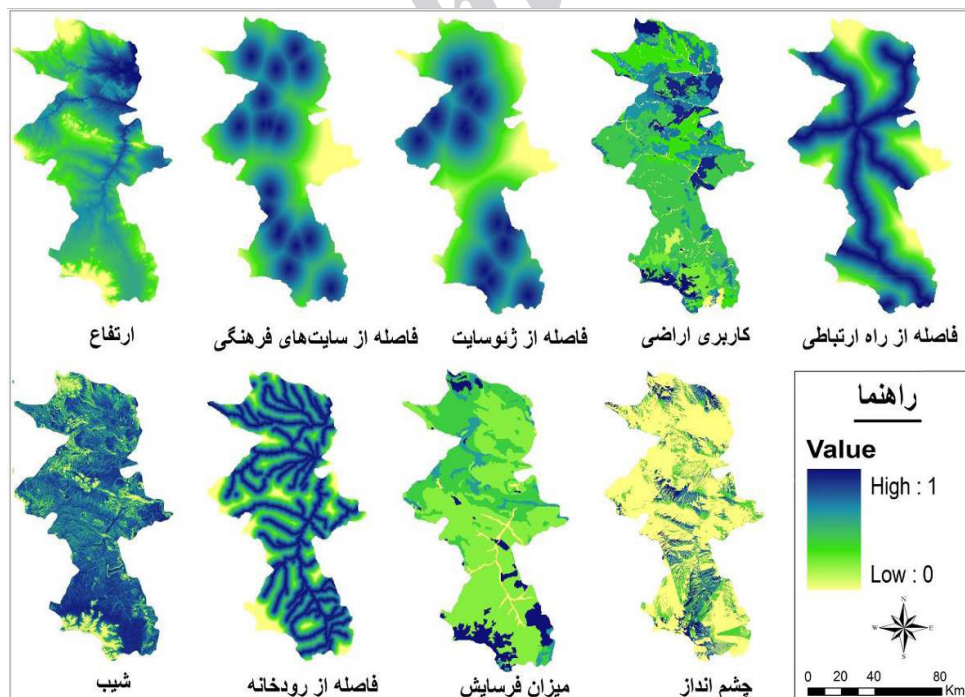 ارتفاع
فاصله از سایت‌های فرهنگی
فاصله از ژئوسایت
کاربری اراضی
فاصله از راه ارتباطی
شیب
فاصله از رودخانه
میزان فرسایش
چشم انداز
راهنما
Value
High : 1
Low : 0
N
W E
S
0 20 40 80
Km